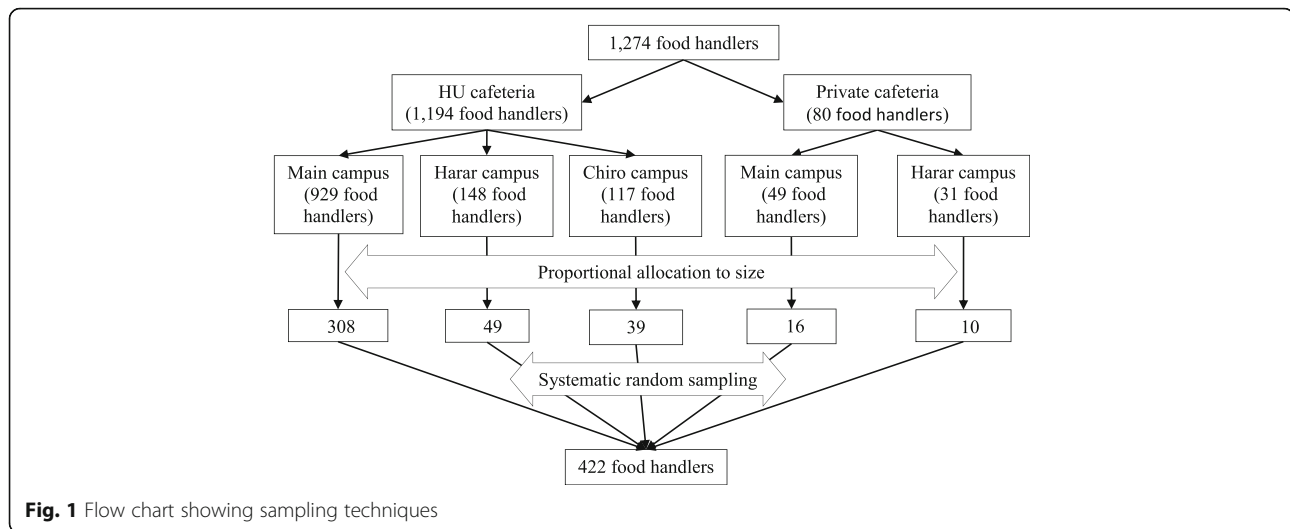 1,274 food handlers
HU cafeteria
(1,194 food handlers)
Private cafeteria
(80 food handlers)
Main campus
(929 food
handlers)
Harar campus
(148 food
handlers)
Chiro campus
(117 food
handlers)
Main campus
(49 food
handlers)
Harar campus
(31 food
handlers)
Proportional allocation to size
308
49
39
16
10
Systematic random sampling
422 food handlers
Fig. 1 Flow chart showing sampling techniques